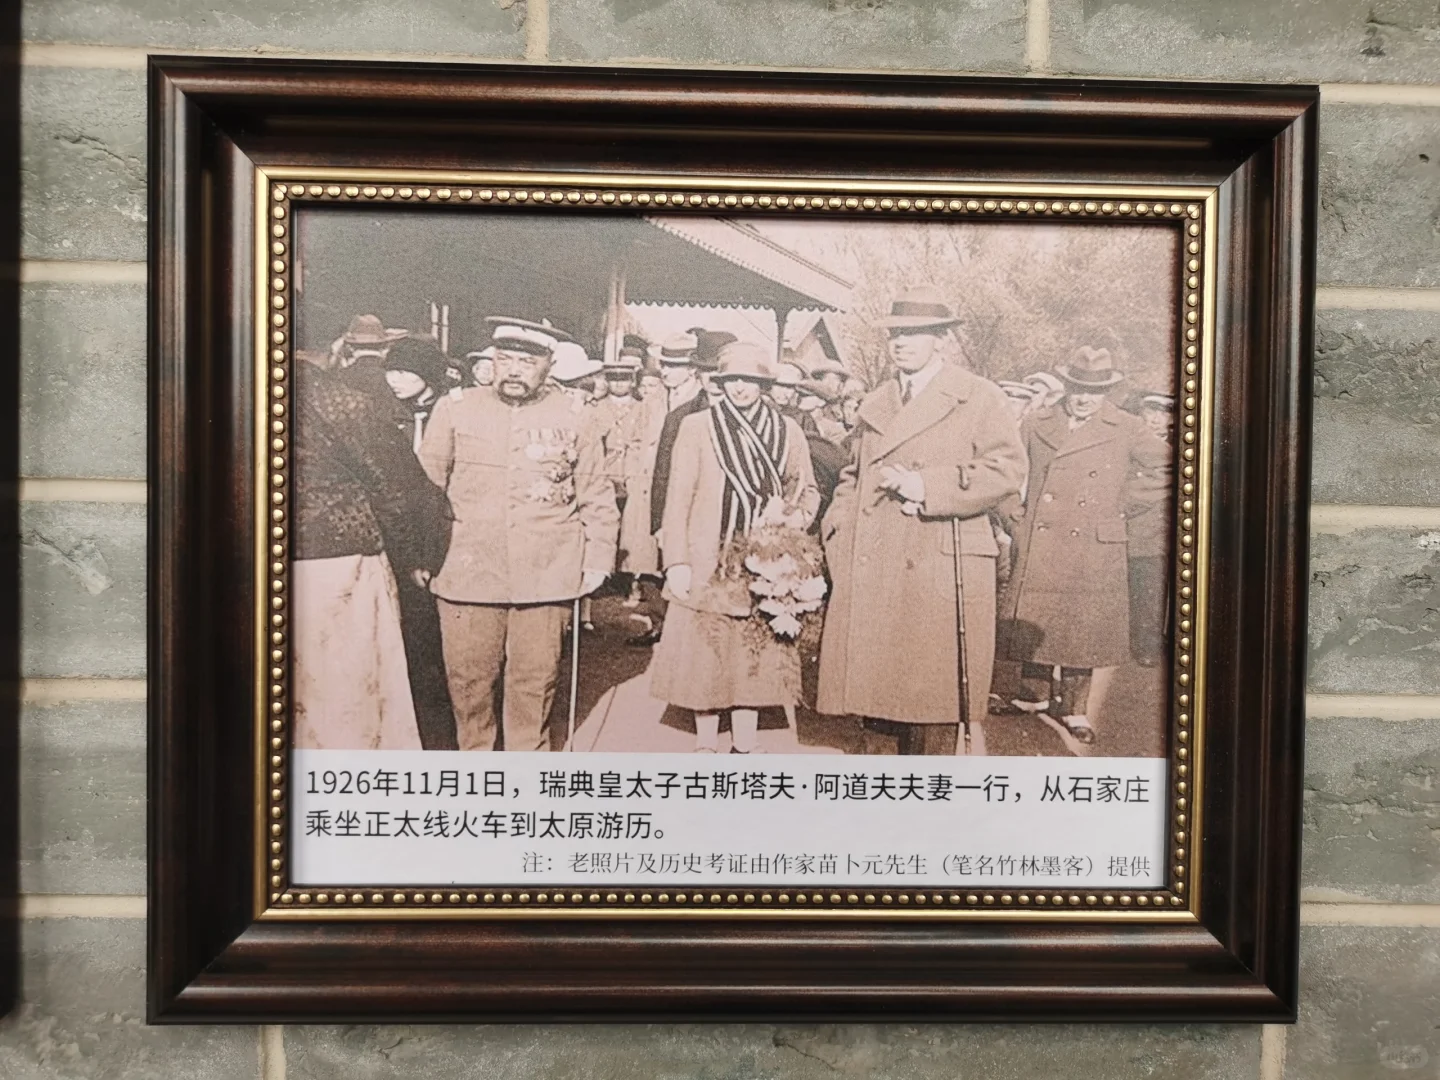 1926年11月1日，瑞典皇太子古斯塔夫·阿道夫夫妻一行，从石家庄
乘坐正太线火车到太原游历。
注：老照片及历史考证由作家苗卜元先生（笔名竹林墨客）提供